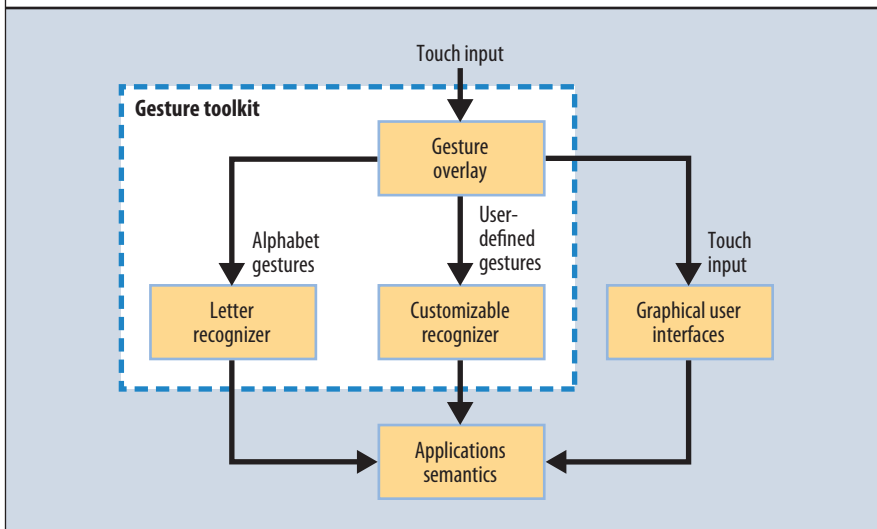 Touch input
Gesture toolkit
Gesture
overlay
Alphabet
gestures
User-
defined
gestures
Touch
input
Letter
recognizer
Customizable
recognizer
Graphical user
interfaces
Applications
semantics